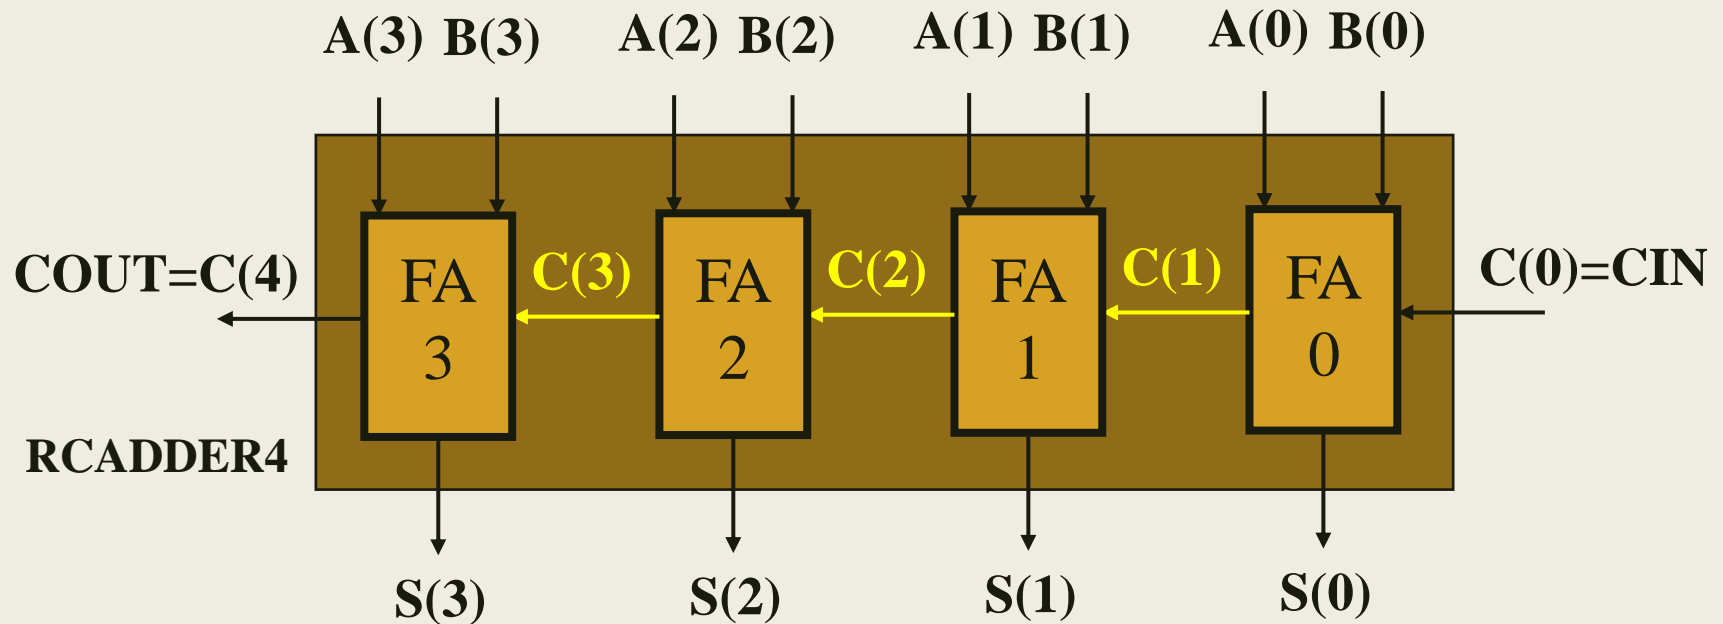 A(3) B(3) A(2) B(2) A(1) B(1) A(0) B(0)
COUT=C(4) FA 3 C(3) FA 2 C(2) FA 1 C(1) FA 0 C(0)=CIN
RCADDER4
S(3) S(2) S(1) S(0)